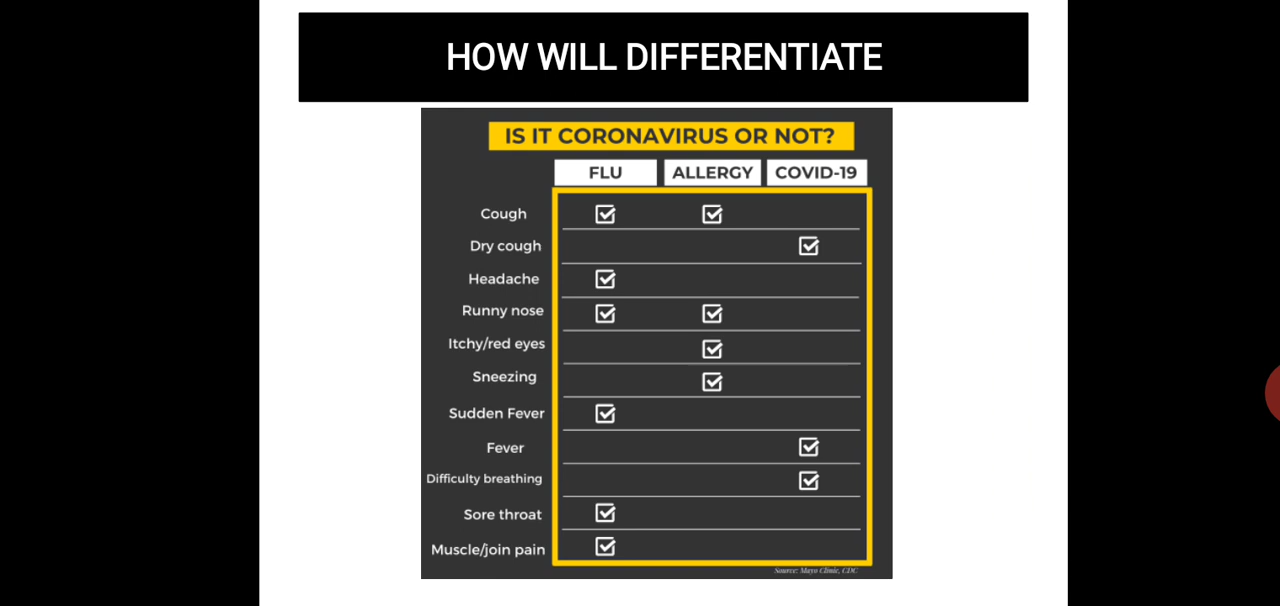 HOW WILL DIFFERENTIATE
IS IT CORONAVIRUS OR NOT?
FLU ALLERGY COVID-19
Cough
Dry cough
Headache
Runny nose
Itchy/red eyes
Sneezing
Sudden Fever
Fever
Difficulty breathing
Sore throat
Muscle/join pain
Source: Mayo Clinic, CDC